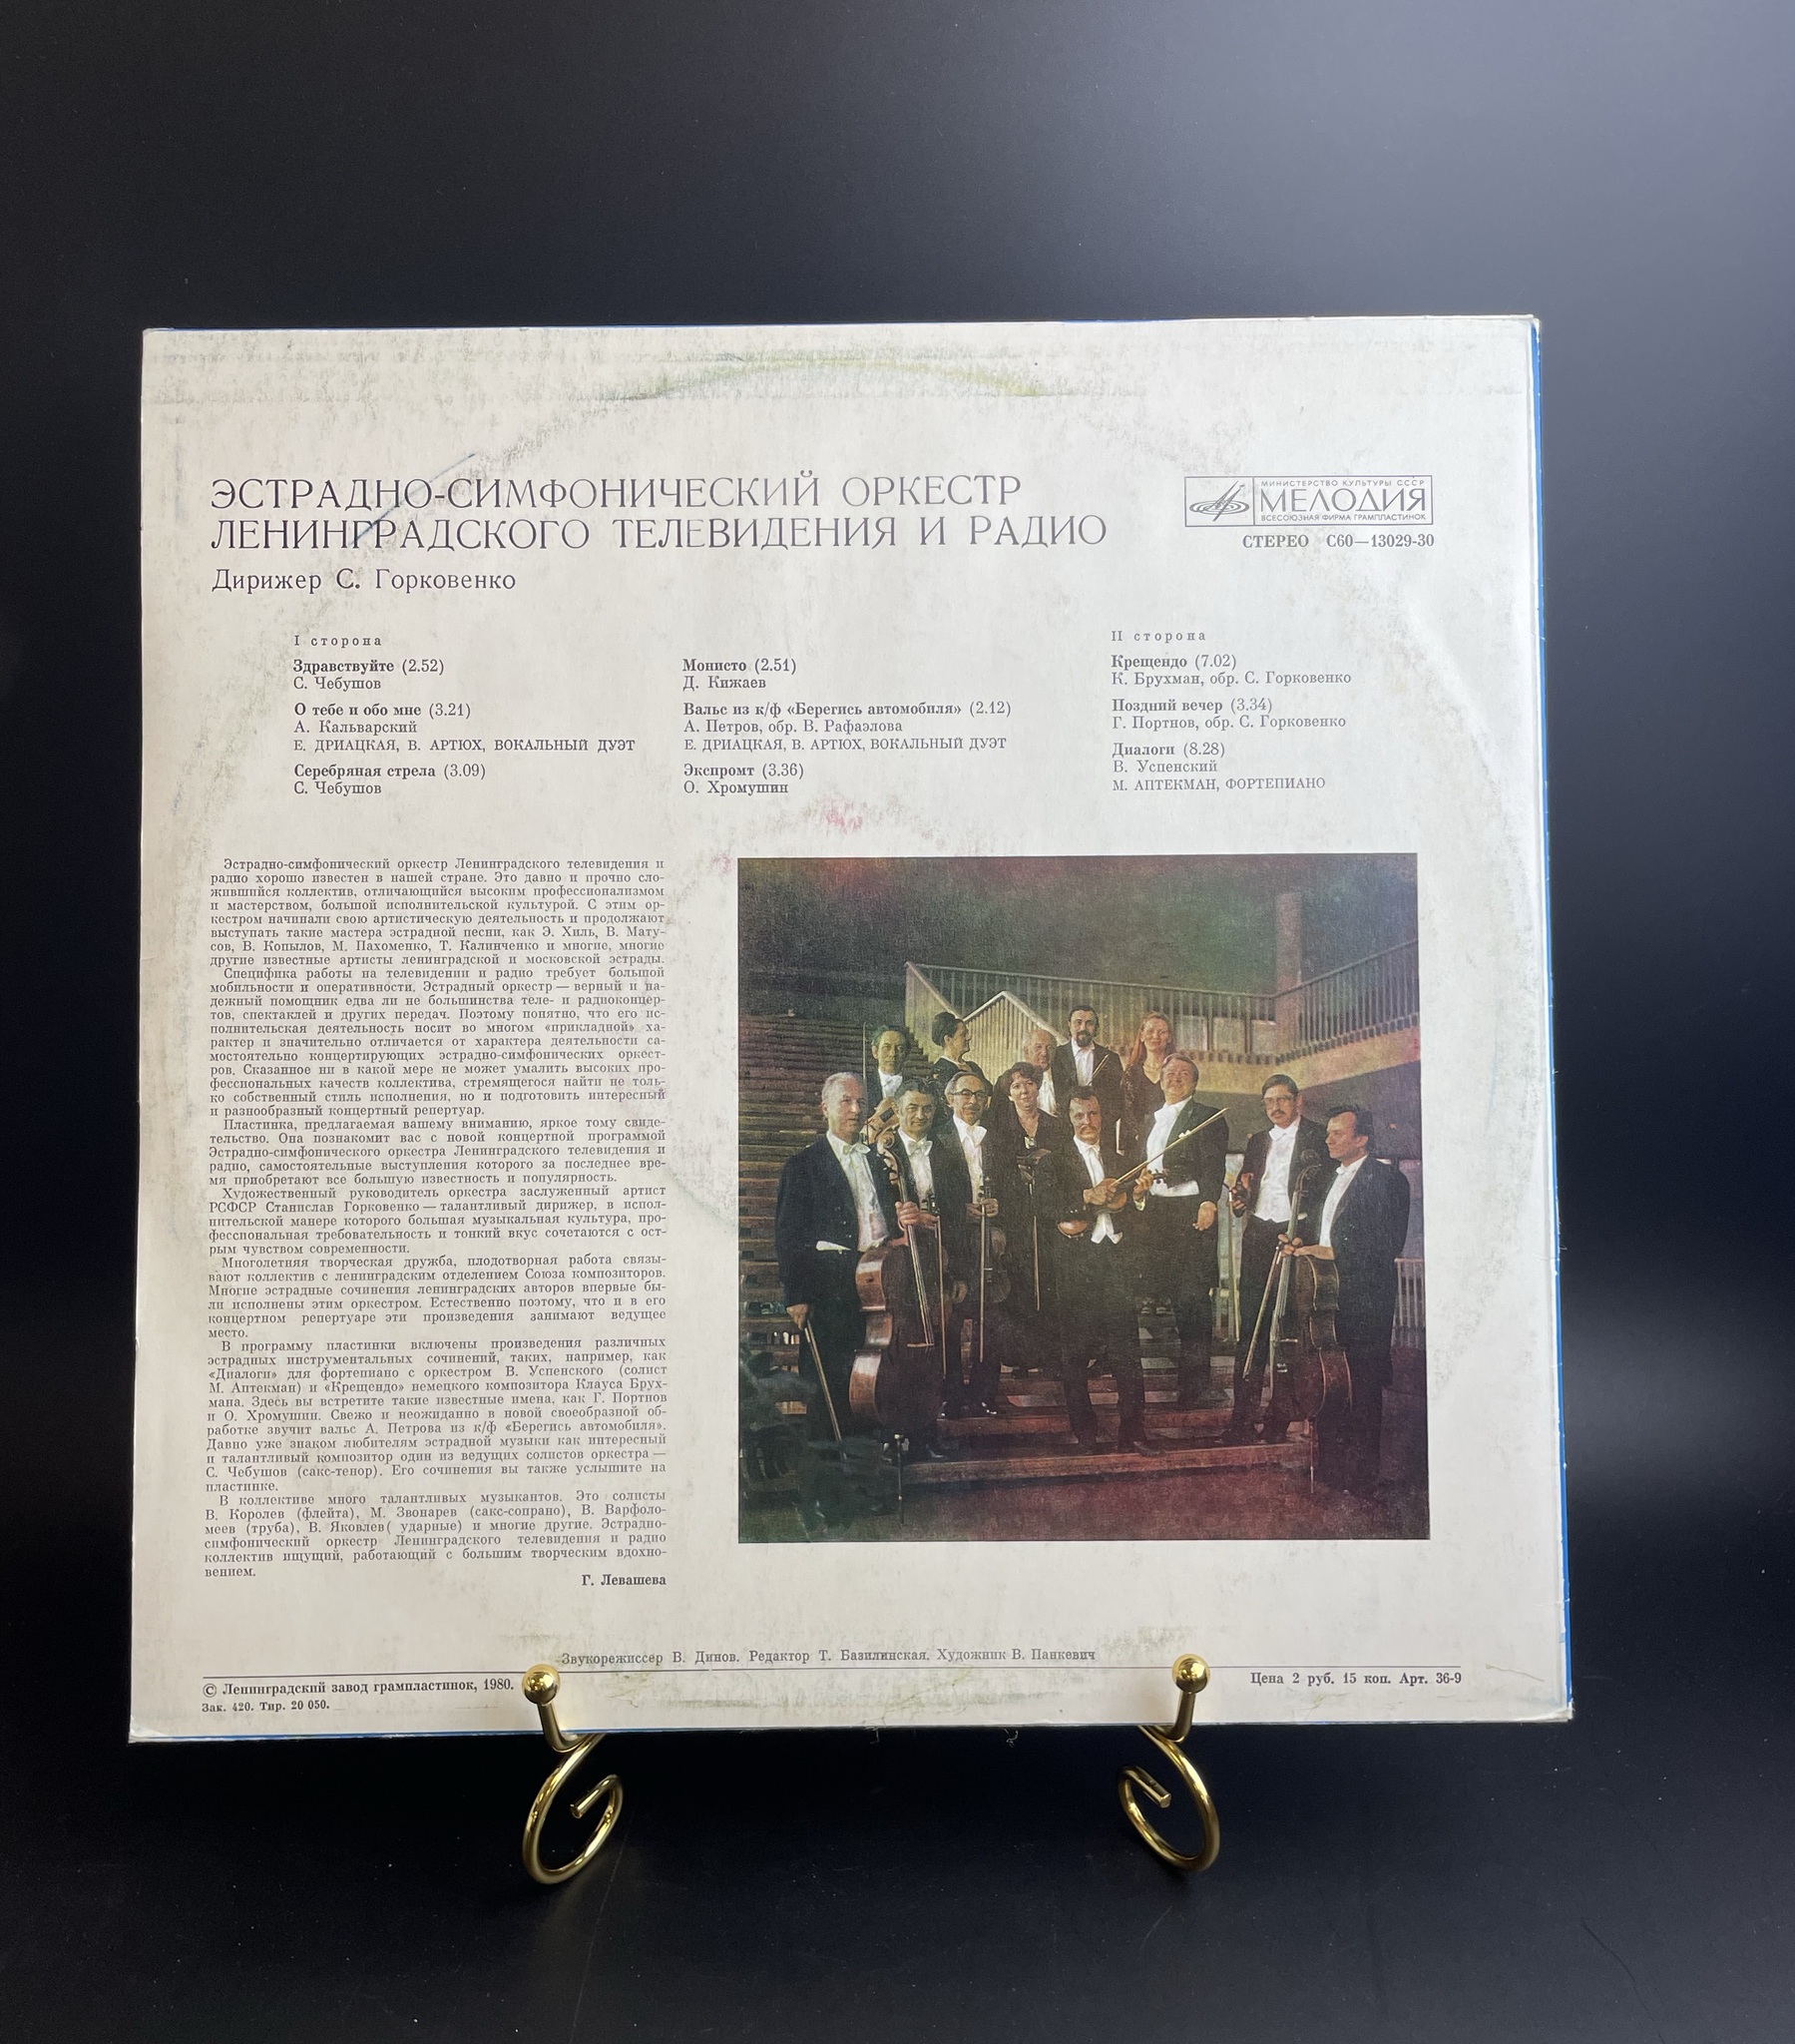 ЭСТРАДНО-СИМФОНИЧЕСКИЙ ОРКЕСТР
ЛЕНИНГРАДСКОГО ТЕЛЕВИДЕНИЯ И РАДИО
Дирижер С. Горковенко
МИНИСТЕРСТВО КУЛЬТУРЫ СССР
МЕЛОДИЯ
ВСЕСОЮЗНАЯ ФИРМА ГРАМПЛАСТИНОК
СТЕРЕО С60—13029-30
I сторона
Здравствуйте (2.52)
С. Чебушов
О тебе и обо мне (3.21)
А. Кальварский
Е. ДРИАЦКАЯ, В. АРТЮХ, ВОКАЛЬНЫЙ ДУЭТ
Серебряная стрела (3.09)
С. Чебушов
Монисто (2.51)
Д. Кижаев
Вальс из к/ф «Берегись автомобиля» (2.12)
А. Петров, обр. В. Рафаэлова
Е. ДРИАЦКАЯ, В. АРТЮХ, ВОКАЛЬНЫЙ ДУЭТ
Экспромт (3.36)
О. Хромушин
II сторона
Крещендо (7.02)
К. Брухман, обр. С. Горковенко
Поздний вечер (3.34)
Г. Портнов, обр. С. Горковенко
Диалоги (8.28)
В. Успенский
М. АПТЕКМАН, ФОРТЕПИАНО
Эстрадно-симфонический оркестр Ленинградского телевидения и
радио хорошо известен в нашей стране. Это давно и прочно сло-
жившийся коллектив, отличающийся высоким профессионализмом
и мастерством, большой исполнительской культурой. С этим ор-
кестром начинали свою артистическую деятельность и продолжают
выступать такие мастера эстрадной песни, как Э. Хиль, В. Мату-
сов, В. Копылов, М. Пахоменко, Т. Калинченко и многие, многие
другие известные артисты ленинградской и московской эстрады.
Специфика работы на телевидении и радио требует большой
мобильности и оперативности. Эстрадный оркестр — верный и на-
дежный помощник едва ли не большинства теле- и радиоконцер-
тов, спектаклей и других передач. Поэтому понятно, что его ис-
полнительская деятельность носит во многом «прикладной» ха-
рактер и значительно отличается от характера деятельности са-
мостоятельно концертирующих эстрадно-симфонических оркест-
ров. Сказанное ни в какой мере не может умалить высоких про-
фессиональных качеств коллектива, стремящегося найти не толь-
ко собственный стиль исполнения, но и подготовить интересный
и разнообразный концертный репертуар.
Пластинка, предлагаемая вашему вниманию, яркое тому свиде-
тельство. Она познакомит вас с новой концертной программой
Эстрадно-симфонического оркестра Ленинградского телевидения и
радио, самостоятельные выступления которого за последнее вре-
мя приобретают все большую известность и популярность.
Художественный руководитель оркестра заслуженный артист
РСФСР Станислав Горковенко — талантливый дирижер, в испол-
нительской манере которого большая музыкальная культура, про-
фессиональная требовательность и тонкий вкус сочетаются с ост-
рым чувством современности.
Многолетняя творческая дружба, плодотворная работа связы-
вают коллектив с ленинградским отделением Союза композиторов.
Многие эстрадные сочинения ленинградских авторов впервые бы-
ли исполнены этим оркестром. Естественно поэтому, что и в его
концертном репертуаре эти произведения занимают ведущее
место.
В программу пластинки включены произведения различных
эстрадных инструментальных сочинений, таких, например, как
«Диалоги» для фортепиано с оркестром В. Успенского (солист
М. Аптекман) и «Крещендо» немецкого композитора Клауса Брух-
мана. Здесь вы встретите такие известные имена, как Г. Портнов
и О. Хромушин. Свежо и неожиданно в новой своеобразной об-
работке звучит вальс А. Петрова из к/ф «Берегись автомобиля».
Давно уже знаком любителям эстрадной музыки как интересный
и талантливый композитор один из ведущих солистов оркестра —
С. Чебушов (сакс-тенор). Его сочинения вы также услышите на
пластинке.
В коллективе много талантливых музыкантов. Это солисты
В. Королев (флейта), М. Звонарев (сакс-сопрано), В. Варфоло-
меев (труба), В. Яковлев( ударные) и многие другие. Эстрадно-
симфонический оркестр Ленинградского телевидения и радио
коллектив ищущий, работающий с большим творческим вдохно-
вением.
Г. Левашева
Звукорежиссер В. Динов. Редактор Т. Базилинская. Художник В. Панкевич
© Ленинградский завод грампластинок, 1980.
Зак. 420. Тир. 20 050.
Цена 2 руб. 15 коп. Арт. 36-9